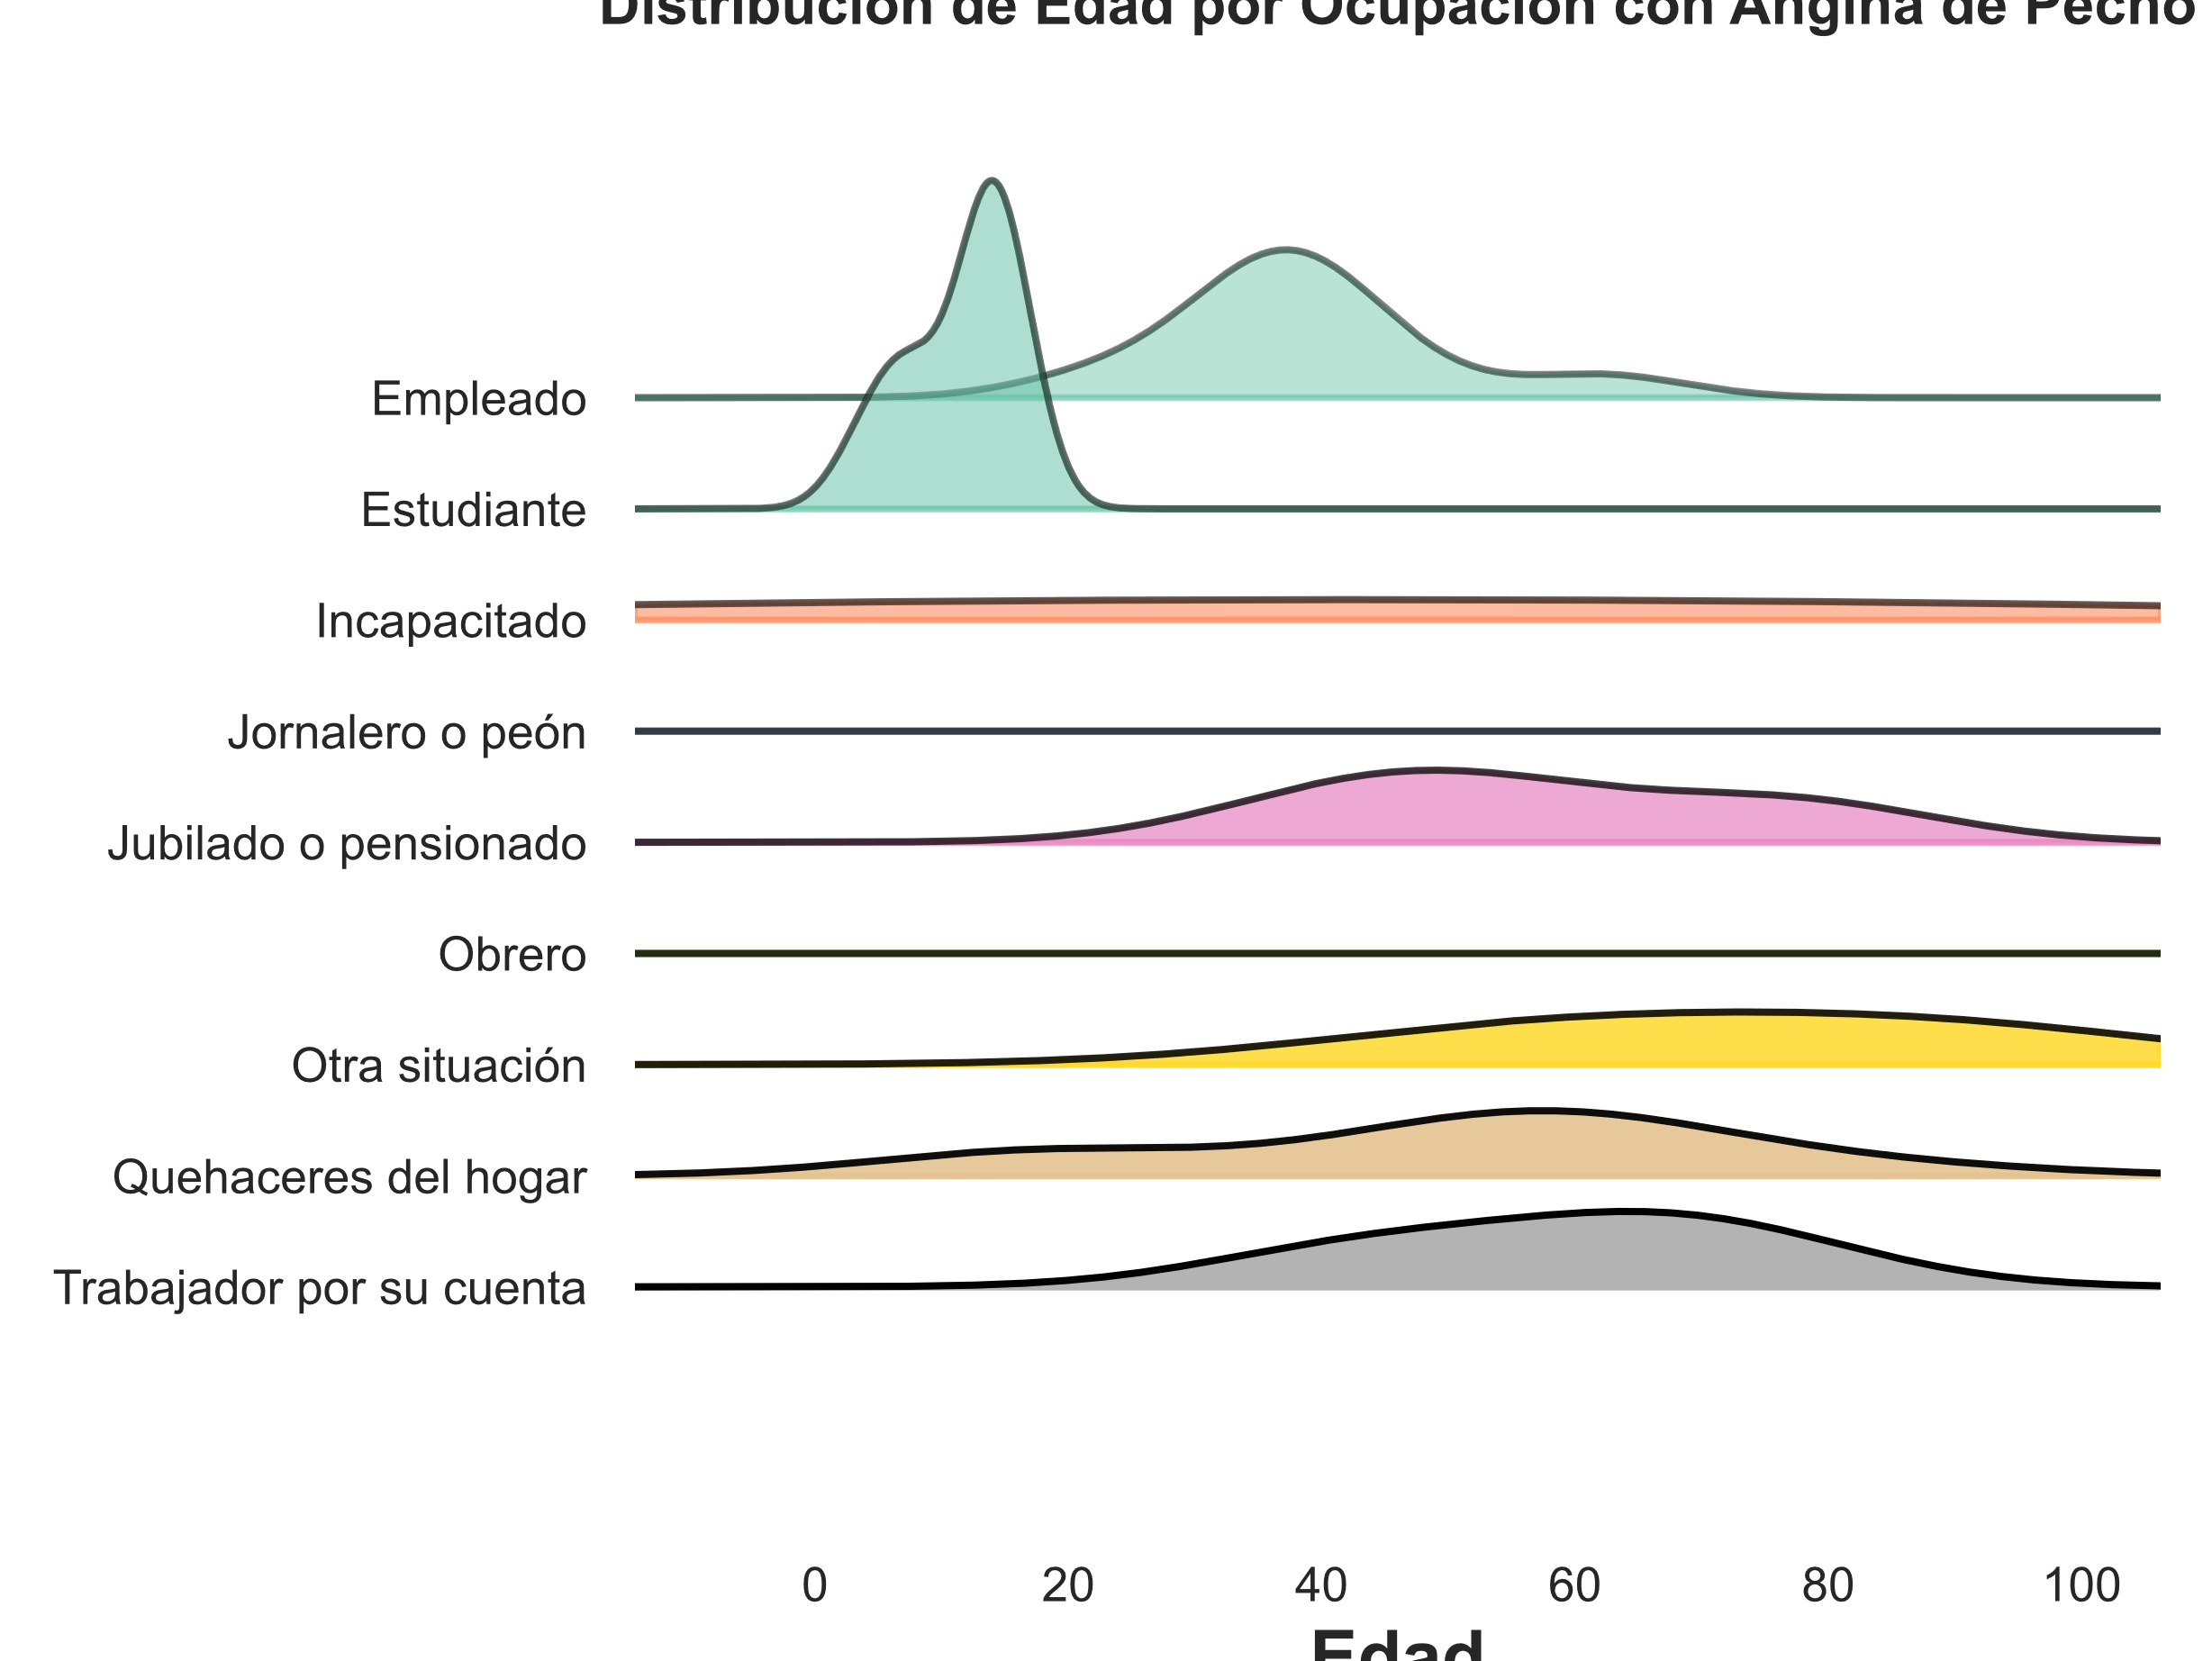 Distribución de Edad por Ocupación con Angina de Pecho
Empleado
Estudiante
Incapacitado
Jornalero o peón
Jubilado o pensionado
Obrero
Otra situación
Quehaceres del hogar
Trabajador por su cuenta
0 20 40 60 80 100
Edad